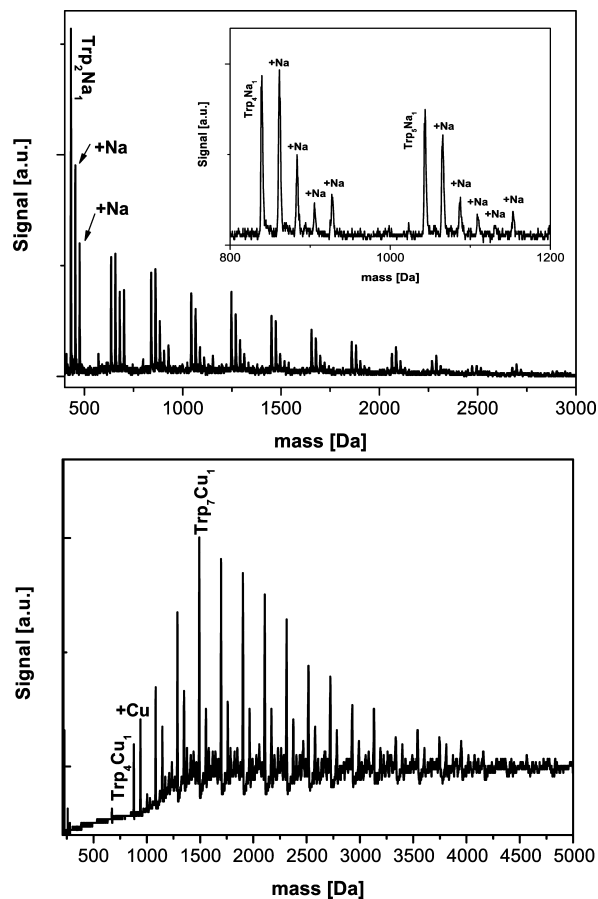 Signal [a.u.]
Trp2Na1
+Na
+Na
Signal [a.u.]
Trp4Na1
+Na
+Na
+Na
+Na
Trp5Na1
+Na
+Na
+Na
+Na
+Na
800 1000 1200
mass [Da]
500 1000 1500 2000 2500 3000
mass [Da]
Signal [a.u.]
Trp4Cu1
+Cu
Trp7Cu1
500 1000 1500 2000 2500 3000 3500 4000 4500 5000
mass [Da]